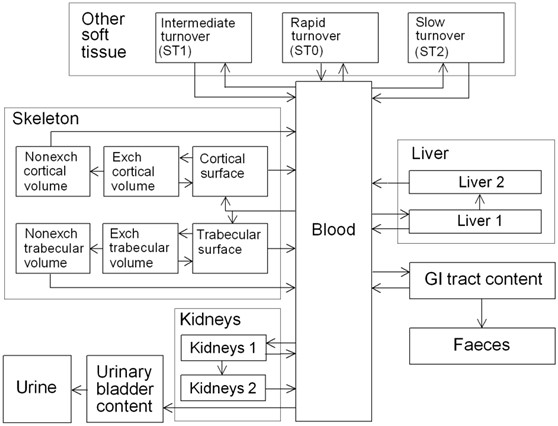 Other
soft
tissue
Intermediate
turnover
(ST1)
Rapid
turnover
(ST0)
Slow
turnover
(ST2)
Skeleton
Nonexch
cortical
volume
Exch
cortical
volume
Cortical
surface
Nonexch
trabecular
volume
Exch
trabecular
volume
Trabecular
surface
Blood
Liver
Liver 2
Liver 1
GI tract content
Faeces
Kidneys
Kidneys 1
Kidneys 2
Urinary
bladder
content
Urine